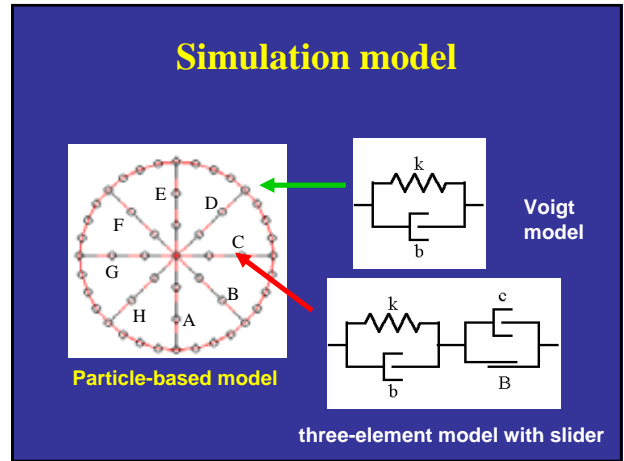 Simulation model
E
D
F
C
G
B
H
A
Particle-based model
k
b
Voigt
model
k
b
c
B
three-element model with slider